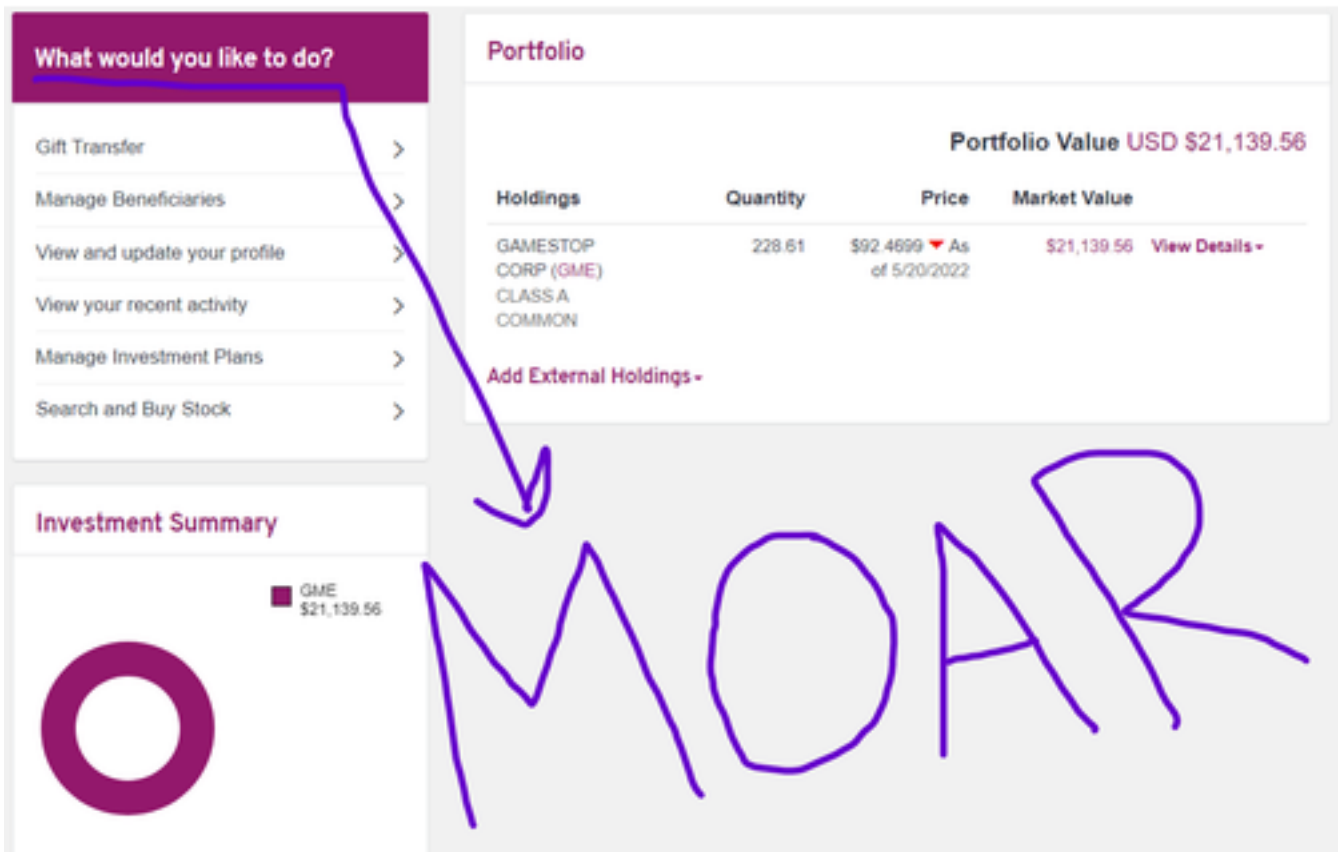 What would you like to do?
Gift Transfer
Manage Beneficiaries
View and update your profile
View your recent activity
Manage Investment Plans
Search and Buy Stock
Portfolio
Portfolio Value USD $21,139.56
Holdings Quantity Price Market Value
GAMESTOP 228.61 $92.4699 As $21,139.56 View Details
CORP (GME) of 5/20/2022
CLASS A
COMMON
Add External Holdings
Investment Summary
GME
$21,139.56
MOAR